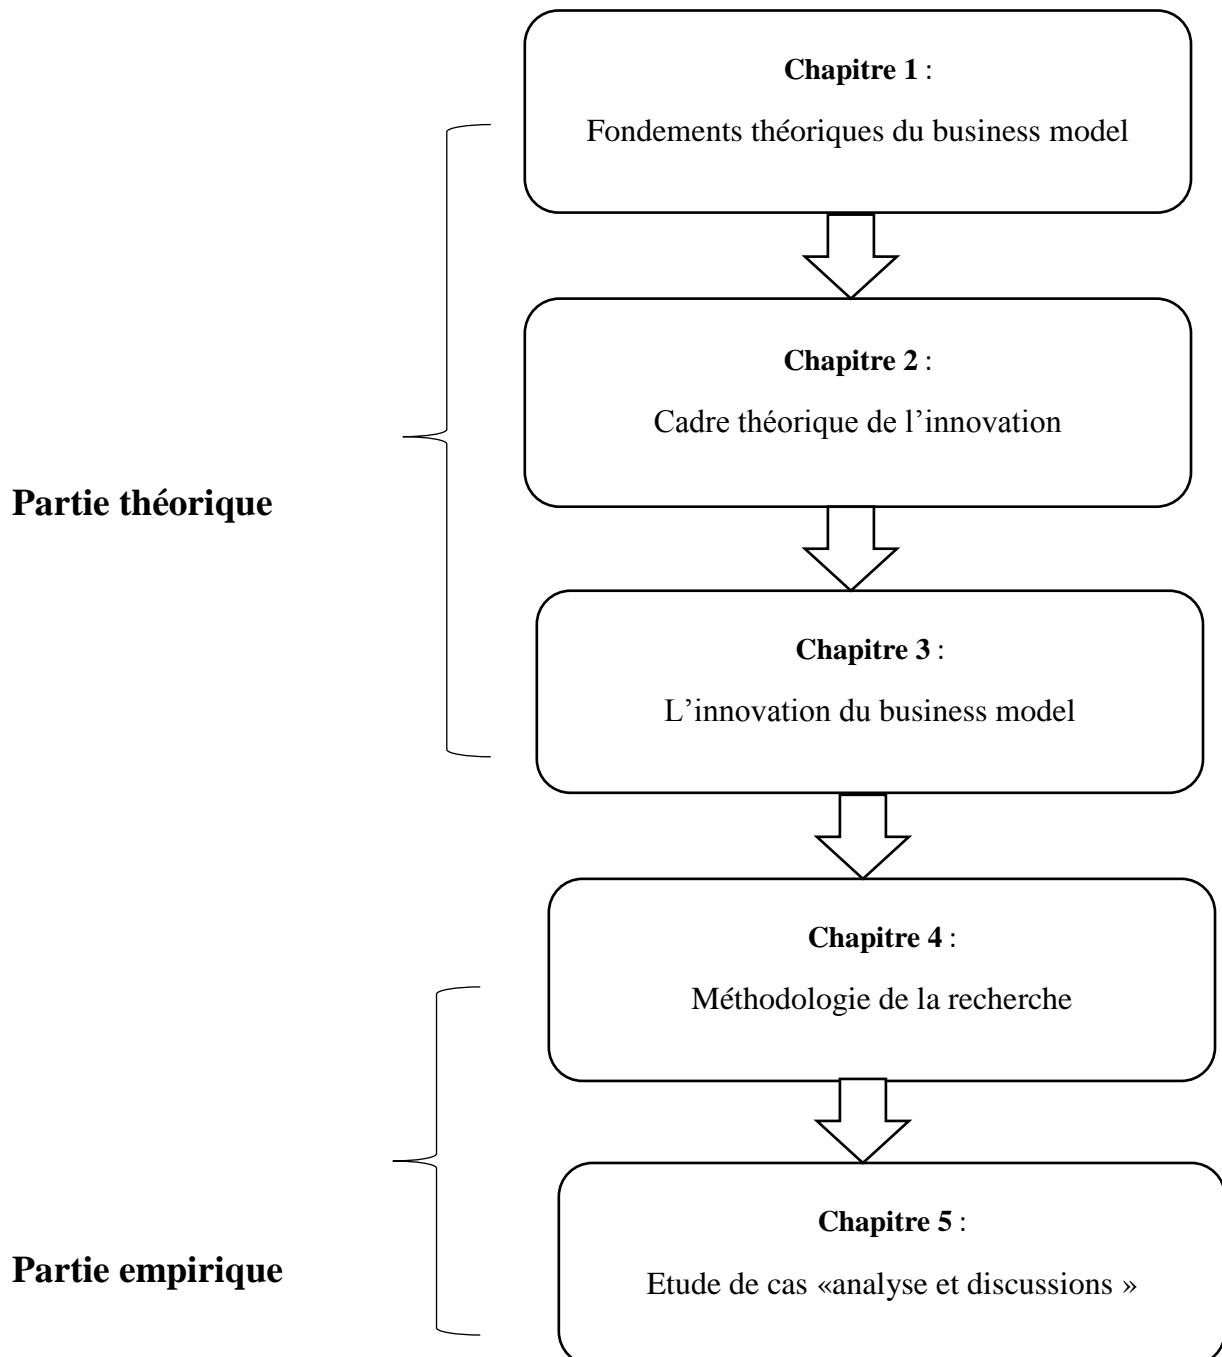 Chapitre 1 :
Fondements théoriques du business model
Chapitre 2 :
Cadre théorique de l’innovation
Partie théorique
Chapitre 3 :
L’innovation du business model
Chapitre 4 :
Méthodologie de la recherche
Chapitre 5 :
Partie empirique
Etude de cas «analyse et discussions »